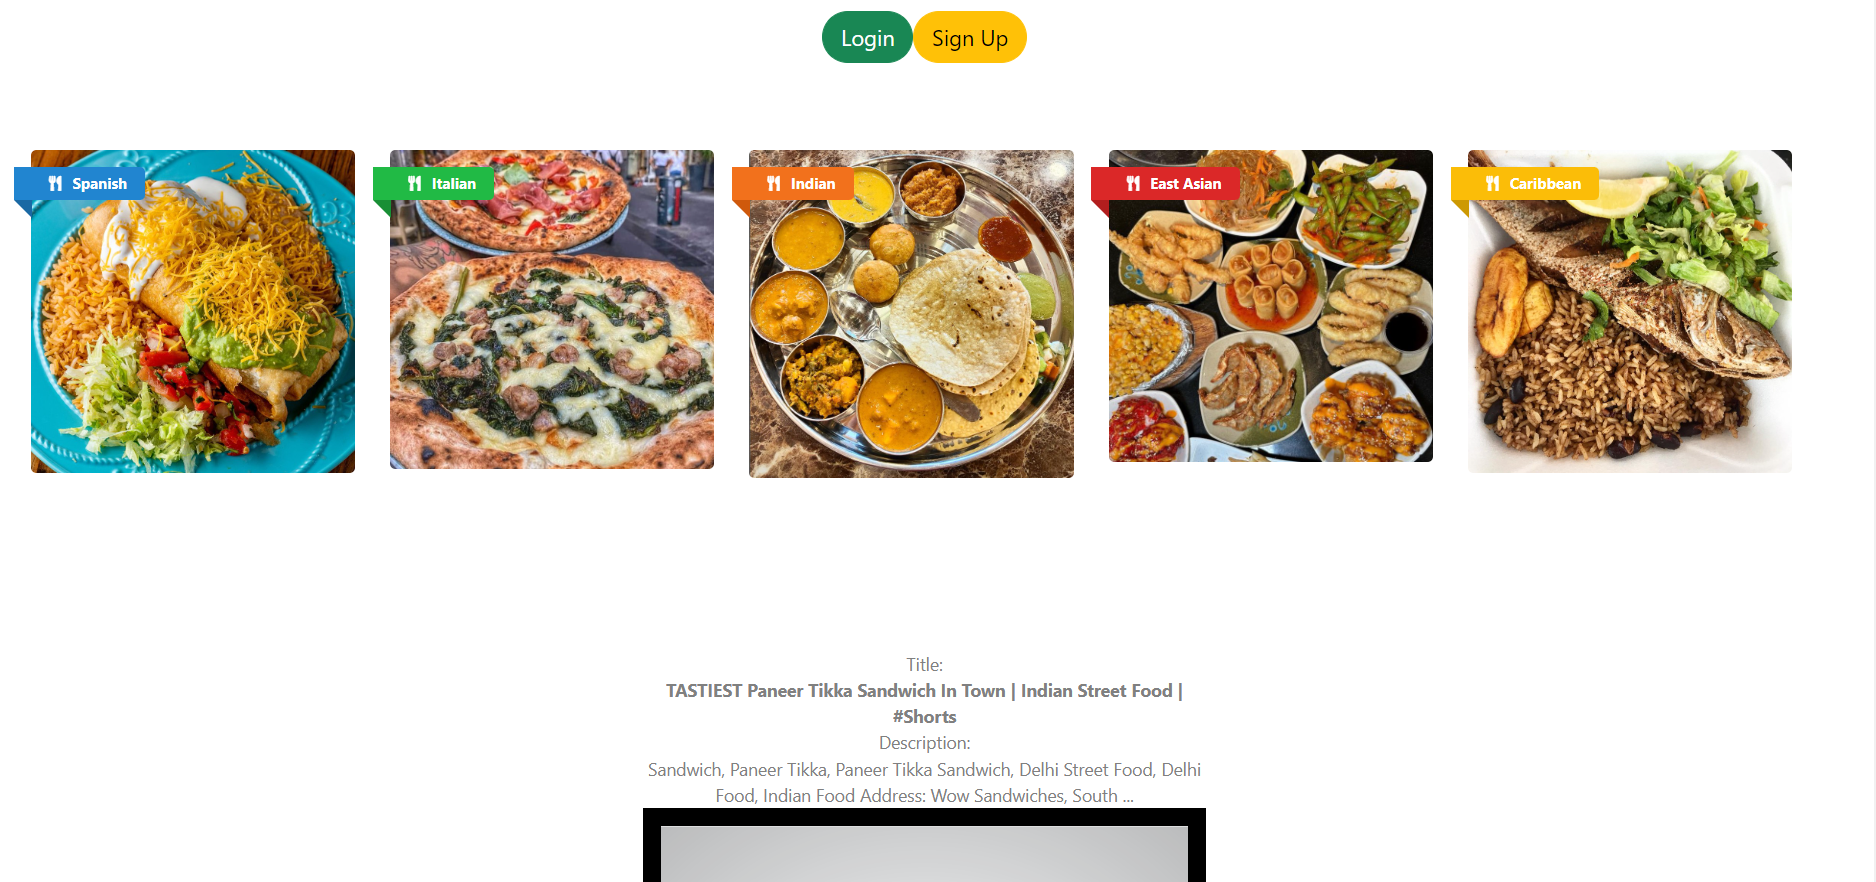 Login
Sign Up
Spanish
Italian
Indian
East Asian
Caribbean
Title:
TASTIEST Paneer Tikka Sandwich In Town | Indian Street Food |
#Shorts
Description:
Sandwich, Paneer Tikka, Paneer Tikka Sandwich, Delhi Street Food, Delhi
Food, Indian Food Address: Wow Sandwiches, South ...